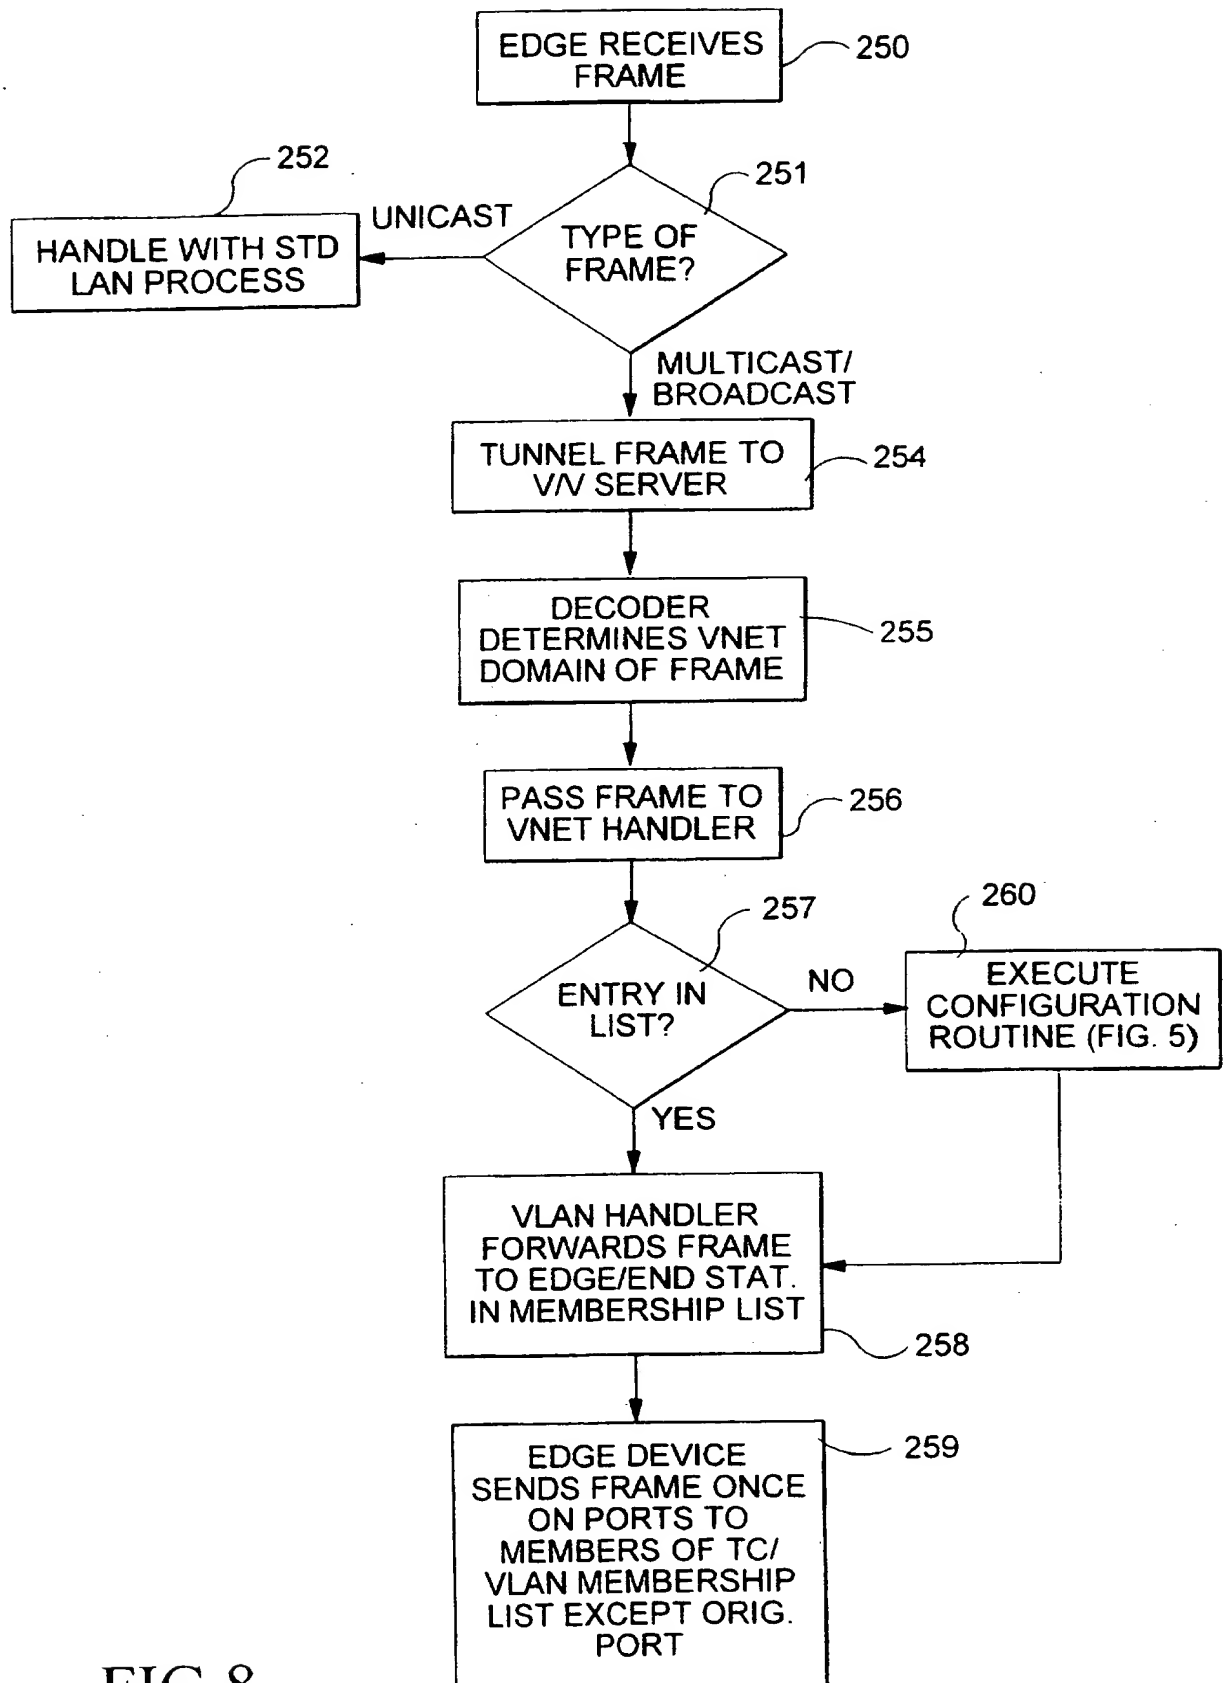 EDGE RECEIVES
FRAME
250
251
252
UNICAST
TYPE OF
FRAME?
HANDLE WITH STD
LAN PROCESS
MULTICAST/
BROADCAST
TUNNEL FRAME TO
V/V SERVER
254
DECODER
DETERMINES VNET
DOMAIN OF FRAME
255
PASS FRAME TO
VNET HANDLER
256
257
260
ENTRY IN
LIST?
NO
EXECUTE
CONFIGURATION
ROUTINE (FIG. 5)
YES
VLAN HANDLER
FORWARDS FRAME
TO EDGE/END STAT.
IN MEMBERSHIP LIST
258
EDGE DEVICE
SENDS FRAME ONCE
ON PORTS TO
MEMBERS OF TC/
VLAN MEMBERSHIP
LIST EXCEPT ORIG.
PORT
259
FIG. 8